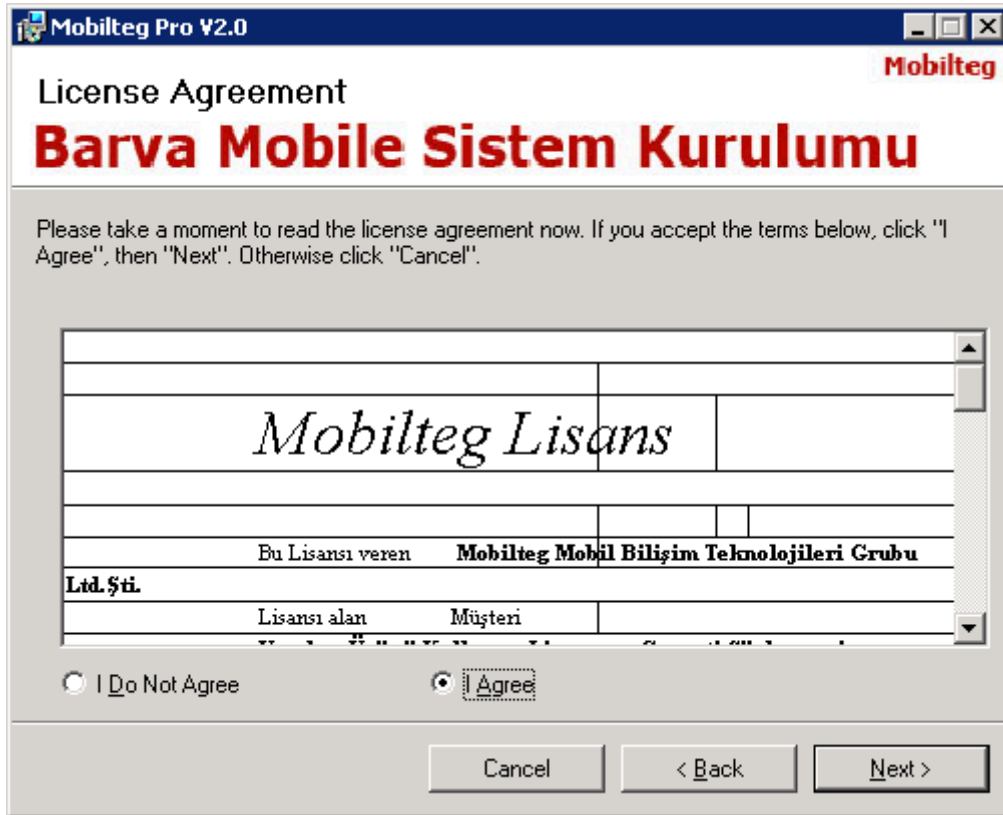 Mobilteg Pro V2.0
Mobilteg
License Agreement
Barva Mobile Sistem Kurulumu
Please take a moment to read the license agreement now. If you accept the terms below, click "I
Agree", then "Next". Otherwise click "Cancel".
Mobilteg Lisans
Bu Lisansı veren Mobilteg Mobil Bilişim Teknolojileri Grubu
Ltd.Şti.
Lisansı alan Müşteri
I Do Not Agree
I Agree
Cancel
< Back
Next >